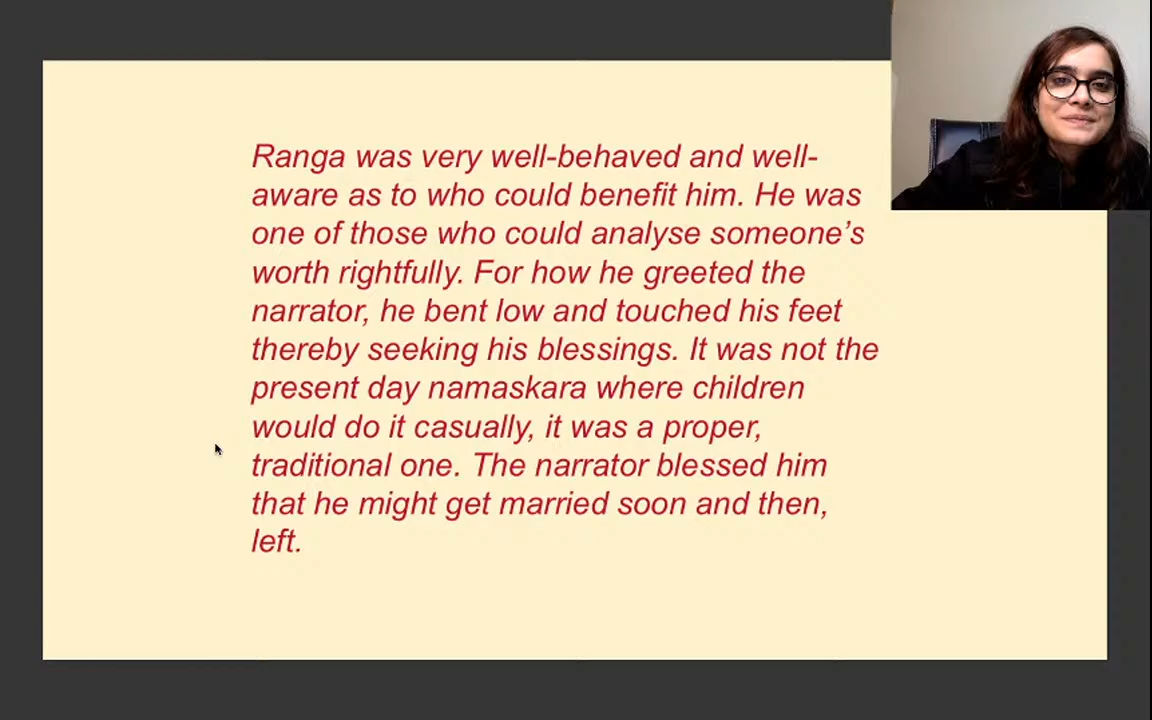 Ranga was very well-behaved and well-
aware as to who could benefit him. He was
one of those who could analyse someone’s
worth rightfully. For how he greeted the
narrator, he bent low and touched his feet
thereby seeking his blessings. It was not the
present day namaskara where children
would do it casually, it was a proper,
traditional one. The narrator blessed him
that he might get married soon and then,
left.